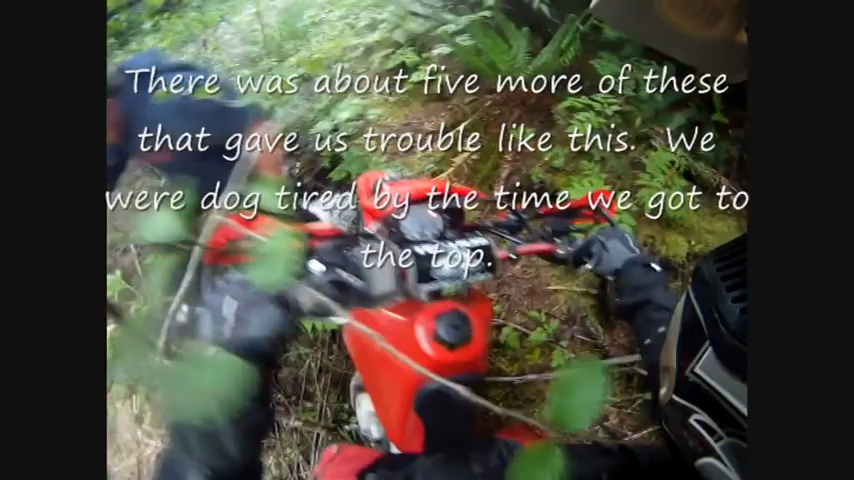 There was about five more of these
that gave us trouble like this.  We
were dog tired by the time we got to
the top.